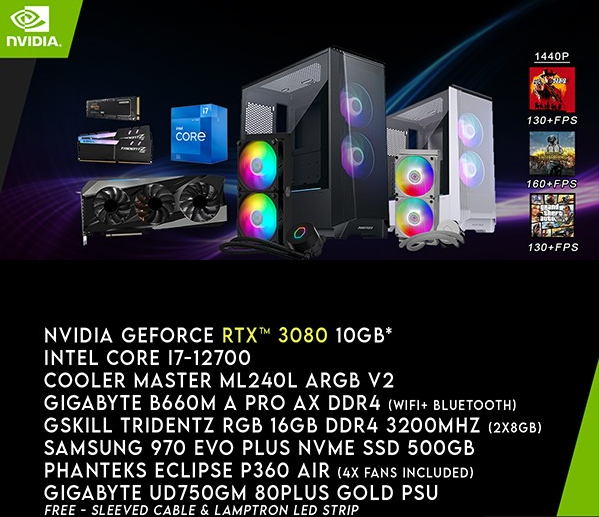 NVIDIA.
1440P
130+FPS
160+FPS
130+FPS
i7
CORE
NVIDIA GEFORCE RTX™ 3080 10GB*
INTEL CORE I7-12700
COOLER MASTER ML240L ARGB V2
GIGABYTE B660M A PRO AX DDR4 (WIFI+ BLUETOOTH)
GSKILL TRIDENTZ RGB 16GB DDR4 3200MHZ (2X8GB)
SAMSUNG 970 EVO PLUS NVME SSD 500GB
PHANTEKS ECLIPSE P360 AIR (4X FANS INCLUDED)
GIGABYTE UD750GM 80PLUS GOLD PSU
FREE - SLEEVED CABLE & LAMPTRON LED STRIP